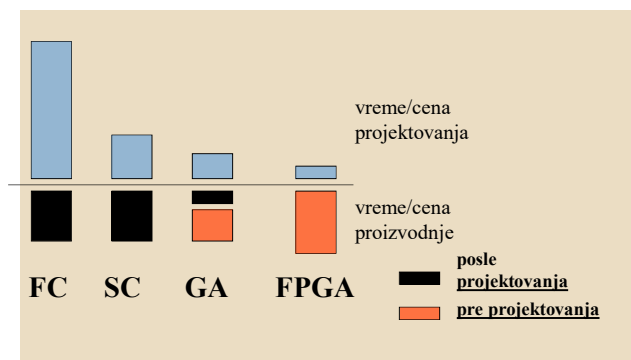 vreme/cena
projektovanja
vreme/cena
proizvodnje
FC SC GA FPGA
posle
projektovanja
pre projektovanja